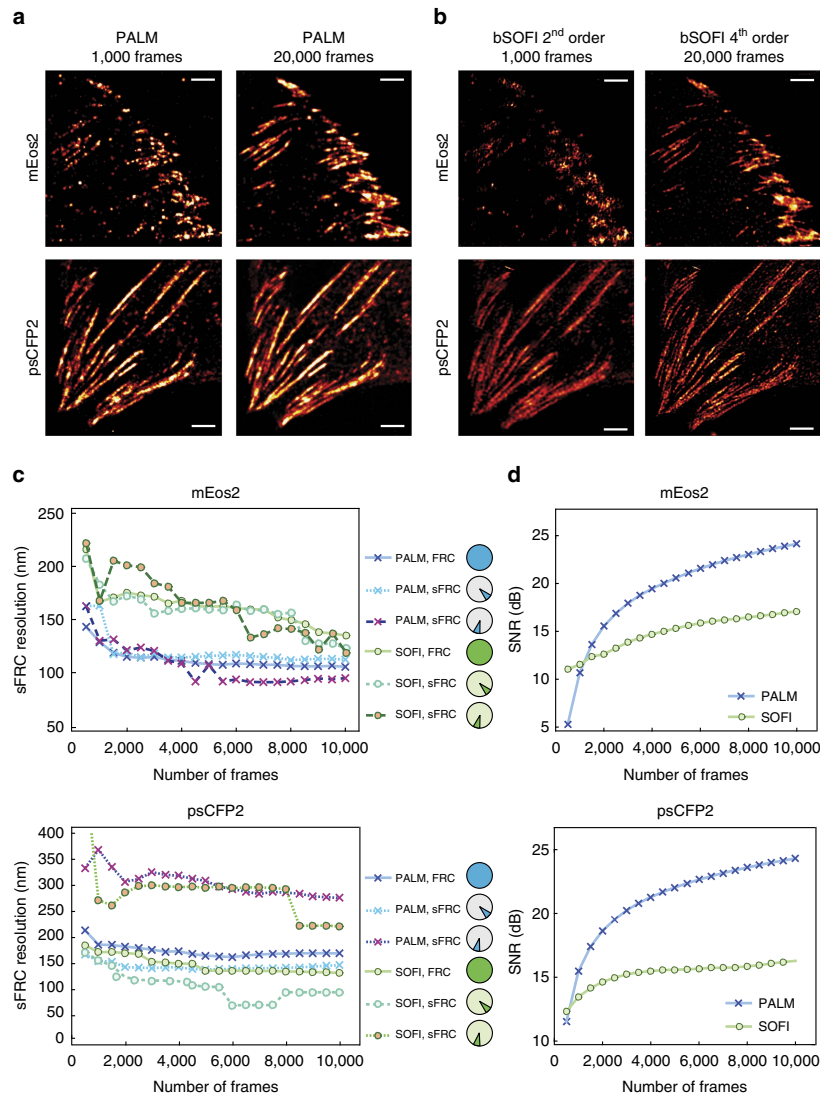 a
PALM
1,000 frames
PALM
20,000 frames
mEos2
psCFP2
b
bSOFI 2nd order
1,000 frames
bSOFI 4th order
20,000 frames
mEos2
psCFP2
c
mEos2
sFRC resolution (nm)
250
200
150
100
50
0 2,000 4,000 6,000 8,000 10,000
Number of frames
PALM, FRC
PALM, sFRC
PALM, sFRC
SOFI, FRC
SOFI, sFRC
SOFI, sFRC
d
mEos2
SNR (dB)
25
20
15
10
5
PALM
SOFI
0 2,000 4,000 6,000 8,000 10,000
Number of frames
psCFP2
sFRC resolution (nm)
400
350
300
250
200
150
100
50
0
0 2,000 4,000 6,000 8,000 10,000
Number of frames
PALM, FRC
PALM, sFRC
PALM, sFRC
SOFI, FRC
SOFI, sFRC
SOFI, sFRC
psCFP2
SNR (dB)
25
20
15
10
PALM
SOFI
0 2,000 4,000 6,000 8,000 10,000
Number of frames